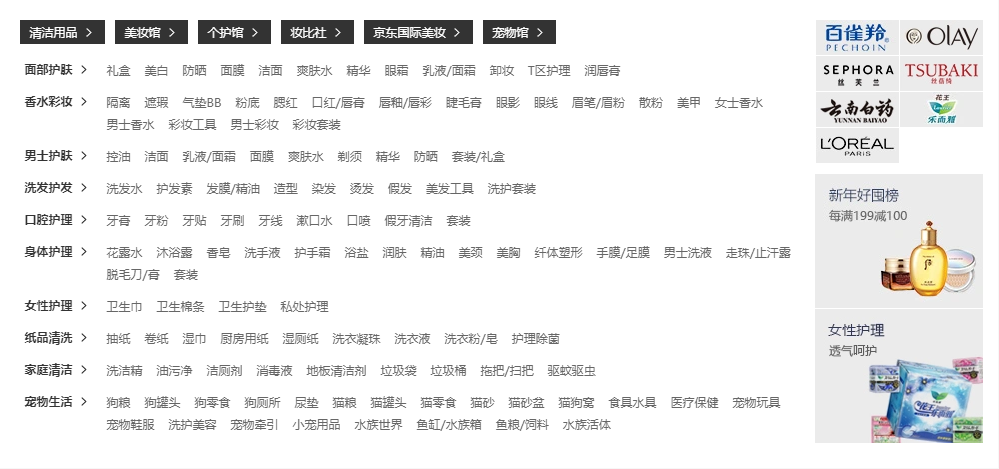 清洁用品 > 美妆馆 > 个护馆 > 妆比社 > 京东国际美妆 > 宠物馆 >
面部护肤 > 礼盒 美白 防晒 面膜 洁面 爽肤水 精华 眼霜 乳液/面霜 卸妆 T区护理 润唇膏
香水彩妆 > 隔离 遮瑕 气垫BB 粉底 腮红 口红/唇膏 唇釉/唇彩 睫毛膏 眼影 眼线 眉笔/眉粉 散粉 美甲 女士香水
男士香水 彩妆工具 男士彩妆 彩妆套装
男士护肤 > 控油 洁面 乳液/面霜 面膜 爽肤水 剃须 精华 防晒 套装/礼盒
洗发护发 > 洗发水 护发素 发膜/精油 造型 染发 烫发 假发 美发工具 洗护套装
口腔护理 > 牙膏 牙粉 牙贴 牙刷 牙线 漱口水 口喷 假牙清洁 套装
身体护理 > 花露水 沐浴露 香皂 洗手液 护手霜 浴盐 润肤 精油 美颈 美胸 纤体塑形 手膜/足膜 男士洗液 走珠/止汗露
脱毛刀/膏 套装
女性护理 > 卫生巾 卫生棉条 卫生护垫 私处护理
纸品清洗 > 抽纸 卷纸 湿巾 厨房用纸 湿厕纸 洗衣凝珠 洗衣液 洗衣粉/皂 护理除菌
家庭清洁 > 洗洁精 油污净 洁厕剂 消毒液 地板清洁剂 垃圾袋 垃圾桶 拖把/扫把 驱蚊驱虫
宠物生活 > 狗粮 狗罐头 狗零食 狗厕所 尿垫 猫粮 猫罐头 猫零食 猫砂 猫砂盆 猫狗窝 食具水具 医疗保健 宠物玩具
宠物鞋服 洗护美容 宠物牵引 小宠用品 水族世界 鱼缸/水族箱 鱼粮/饲料 水族活体
百雀羚
PECHOIN
OLAY
SEPHORA
丝芙兰
TSUBAKI
丝蓓绮
云南白药
YUNNAN BAIYAO
花王
Laurier
乐而雅
L'ORÉAL
PARIS
新年好囤榜
每满199减100
女性护理
透气呵护